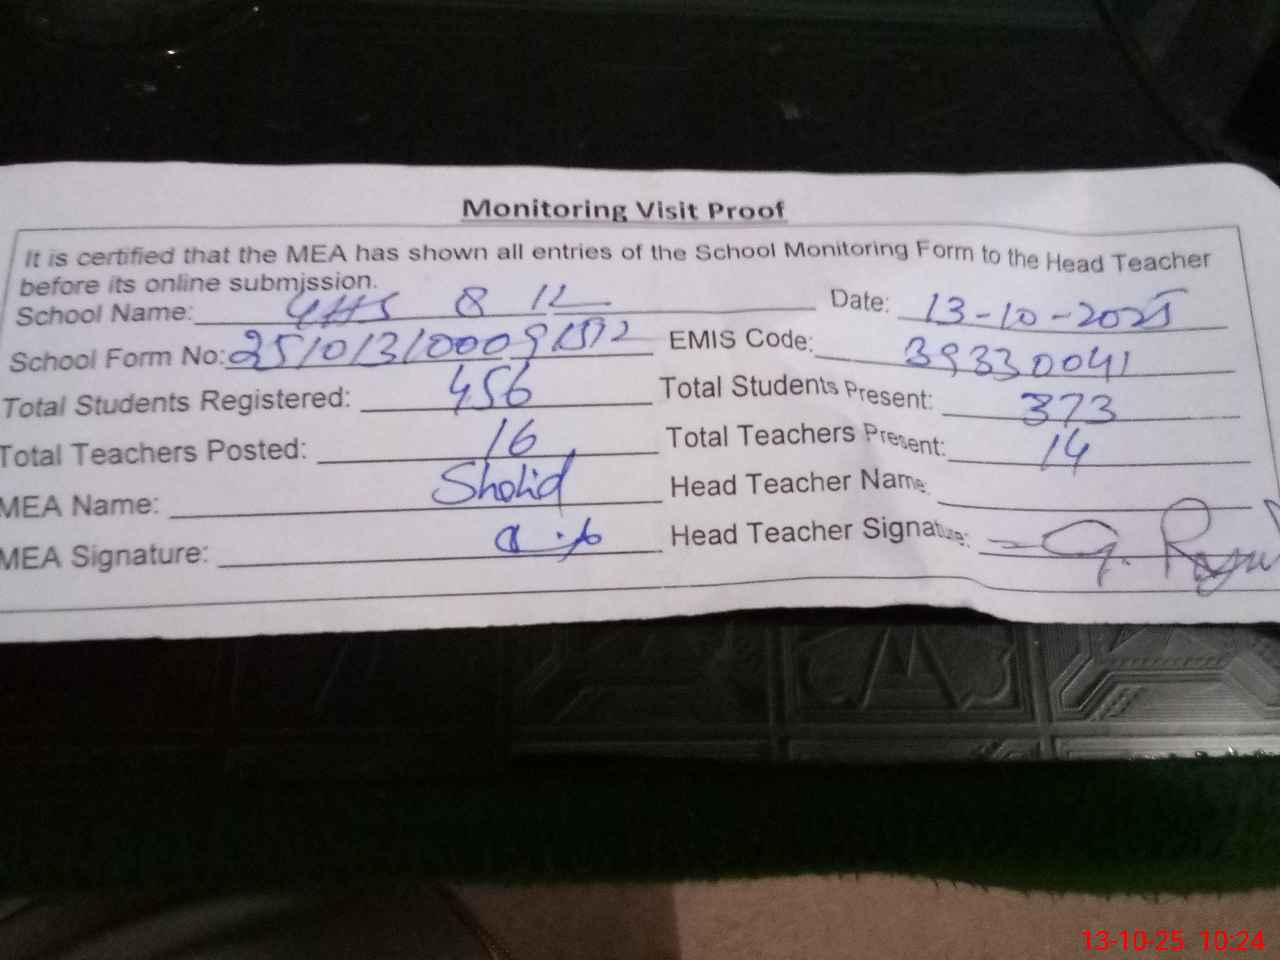 Monitoring Visit Proof
It is certified that the MEA has shown all entries of the School Monitoring Form to the Head Teacher
before its online submission.
School Name: GHS 8 12 Date: 13-10-2025
School Form No: EMIS Code: 39330041
Total Students Registered: 456 Total Students Present: 373
Total Teachers Posted: 16 Total Teachers Present: 14
MEA Name: Shahid Head Teacher Name:
MEA Signature: Head Teacher Signature:
13-10-25 10:24